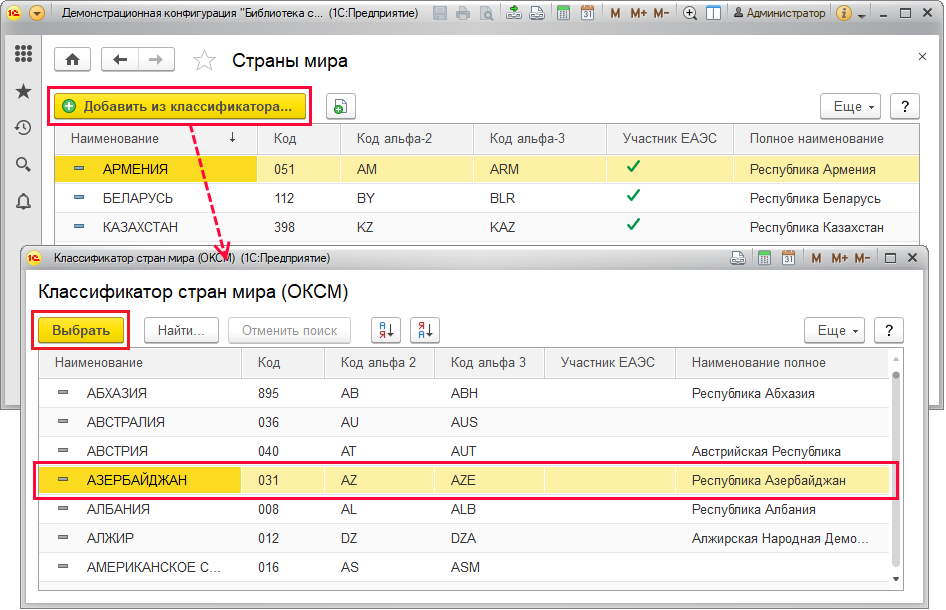 Демонстрационная конфигурация "Библиотека с... (1С:Предприятие) M M+ M- Администратор
Страны мира
Добавить из классификатора... Еще ?
Наименование Код Код альфа-2 Код альфа-3 Участник ЕАЭС Полное наименование
АРМЕНИЯ 051 AM ARM Республика Армения
БЕЛАРУСЬ 112 BY BLR Республика Беларусь
КАЗАХСТАН 398 KZ KAZ Республика Казахстан
Классификатор стран мира (ОКСМ) (1С:Предприятие) M M+ M-
Классификатор стран мира (ОКСМ)
Выбрать Найти... Отменить поиск Еще ?
Наименование Код Код альфа 2 Код альфа 3 Участник ЕАЭС Наименование полное
АБХАЗИЯ 895 AB ABH Республика Абхазия
АВСТРАЛИЯ 036 AU AUS
АВСТРИЯ 040 AT AUT Австрийская Республика
АЗЕРБАЙДЖАН 031 AZ AZE Республика Азербайджан
АЛБАНИЯ 008 AL ALB Республика Албания
АЛЖИР 012 DZ DZA Алжирская Народная Демо...
АМЕРИКАНСКОЕ С... 016 AS ASM